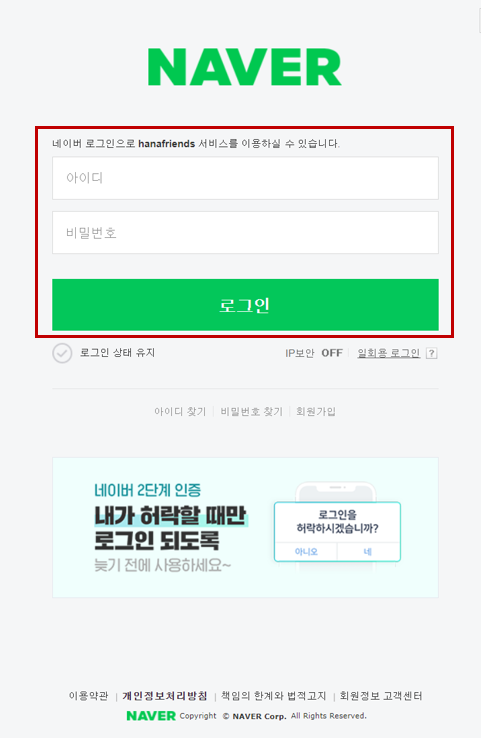 NAVER
네이버 로그인으로 hanafriends 서비스를 이용하실 수 있습니다.
아이디
비밀번호
로그인
로그인 상태 유지 IP보안 OFF 일회용 로그인 ?
아이디 찾기 비밀번호 찾기 회원가입
네이버 2단계 인증
내가 허락할 때만
로그인 되도록
늦기 전에 사용하세요~
로그인을
허락하시겠습니까?
아니오 네
이용약관 | 개인정보처리방침 | 책임의 한계와 법적고지 | 회원정보 고객센터
NAVER Copyright © NAVER Corp. All Rights Reserved.